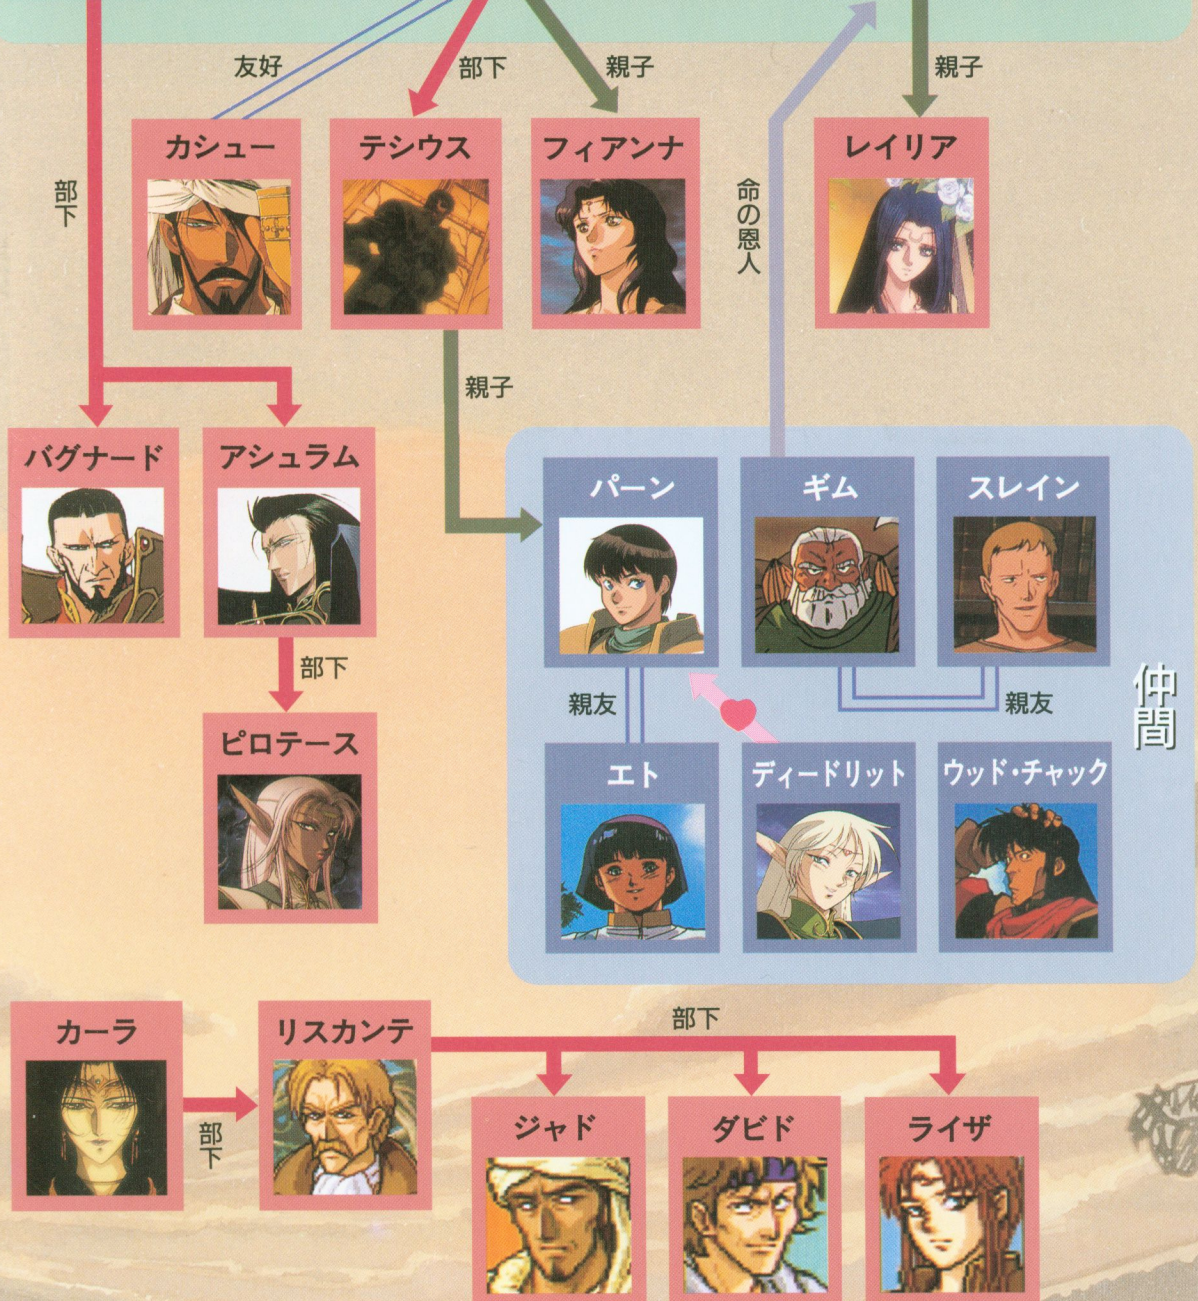 友好
部下
親子
親子
カシュー
テシウス
フィアンナ
レイリア
部下
命の恩人
親子
バグナード
アシュラム
パーン
ギム
スレイン
部下
親友
親友
仲間
ピロテース
エト
ディードリット
ウッド・チャック
カーラ
リスカンテ
部下
部下
ジャド
ダビド
ライザ